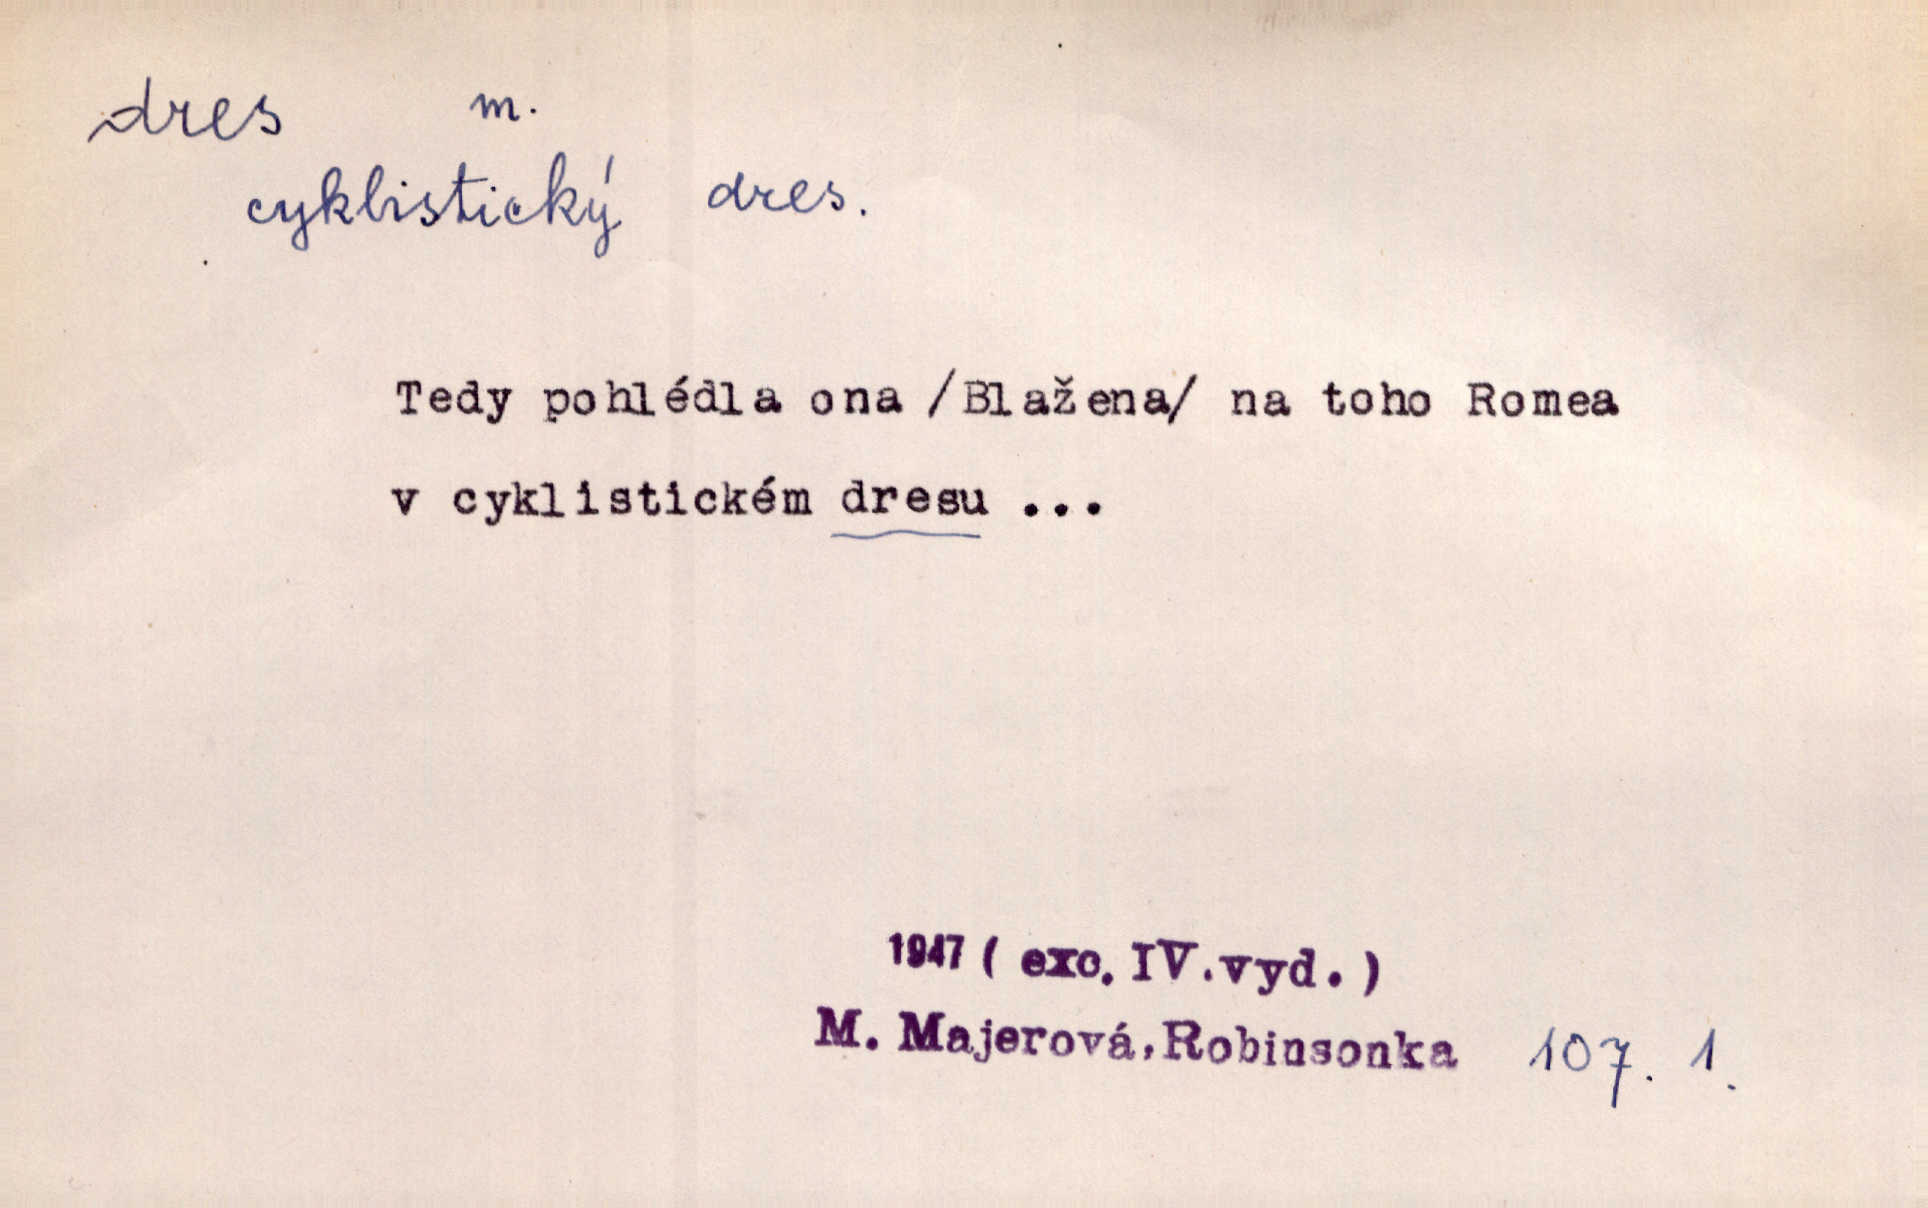 dres m.
cyklistický dres.
Tedy pohlédla ona /Blažena/ na toho Romea
v cyklistickém dresu ...
1947 ( exc. IV.vyd.)
M. Majerová,Robinsonka 107. 1.